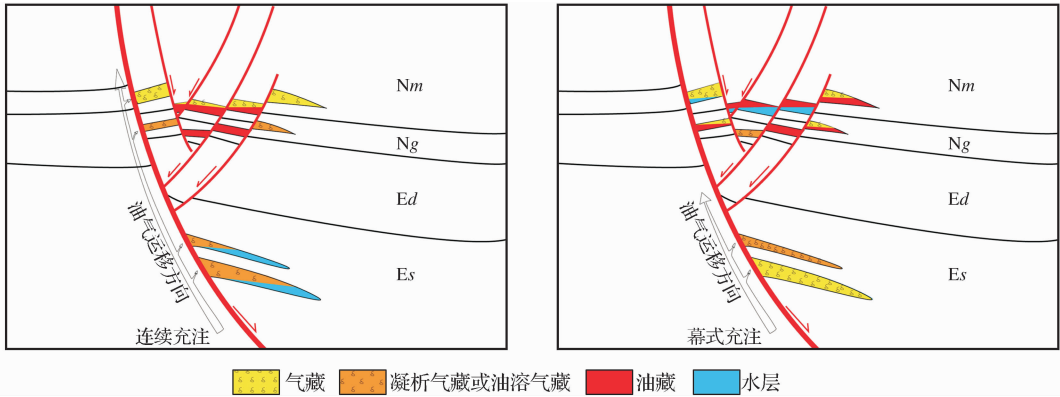 Nm
Ng
Ed
Es
油气运移方向
连续充注
Nm
Ng
Ed
Es
油气运移方向
幕式充注
气藏 凝析气藏或油溶气藏 油藏 水层